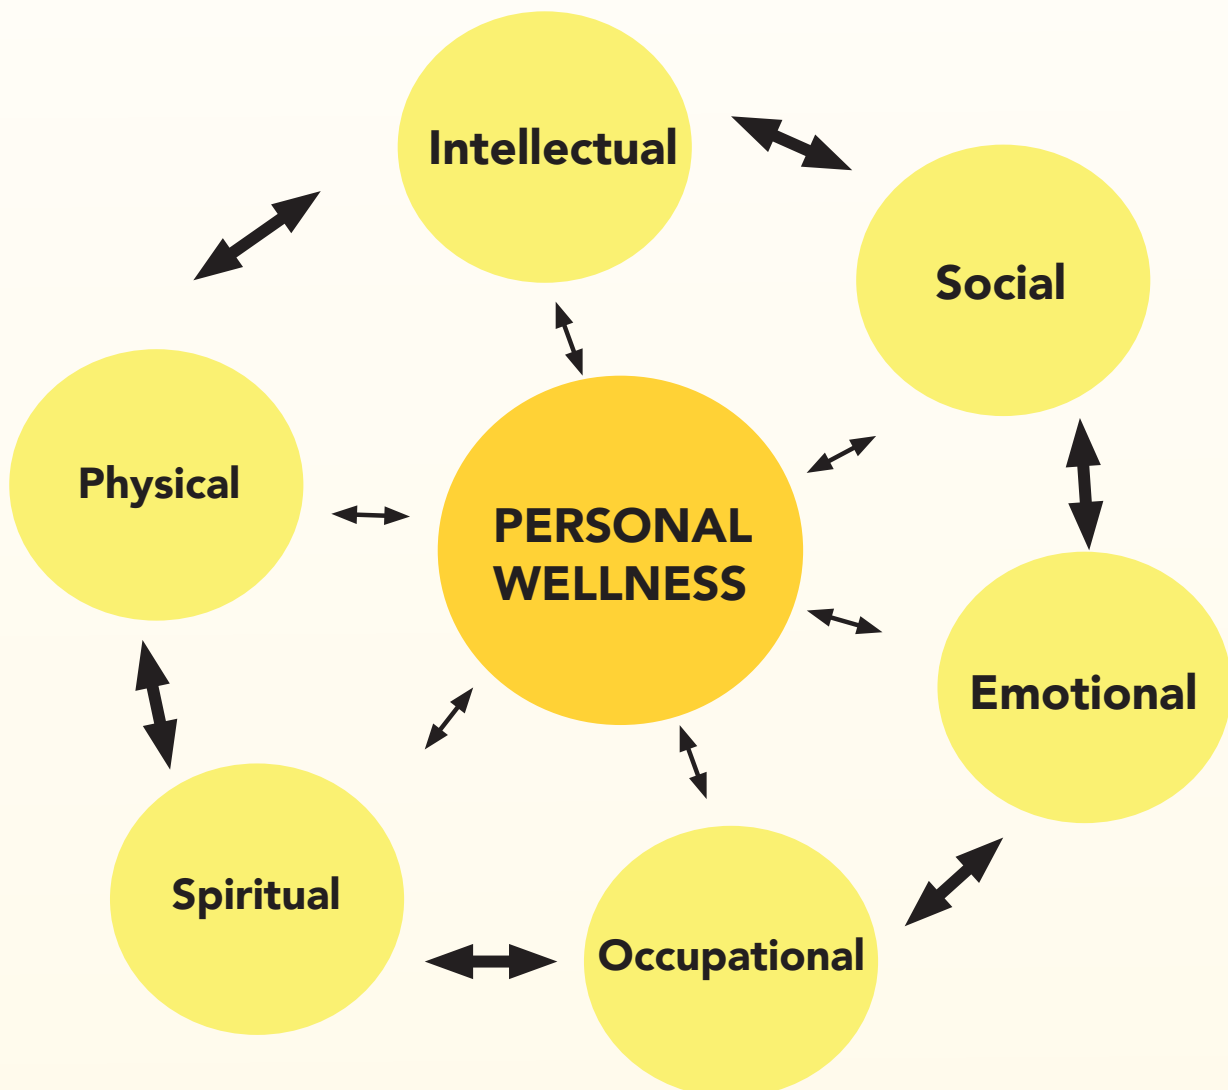 Intellectual
Social
Physical
PERSONAL
WELLNESS
Emotional
Spiritual
Occupational